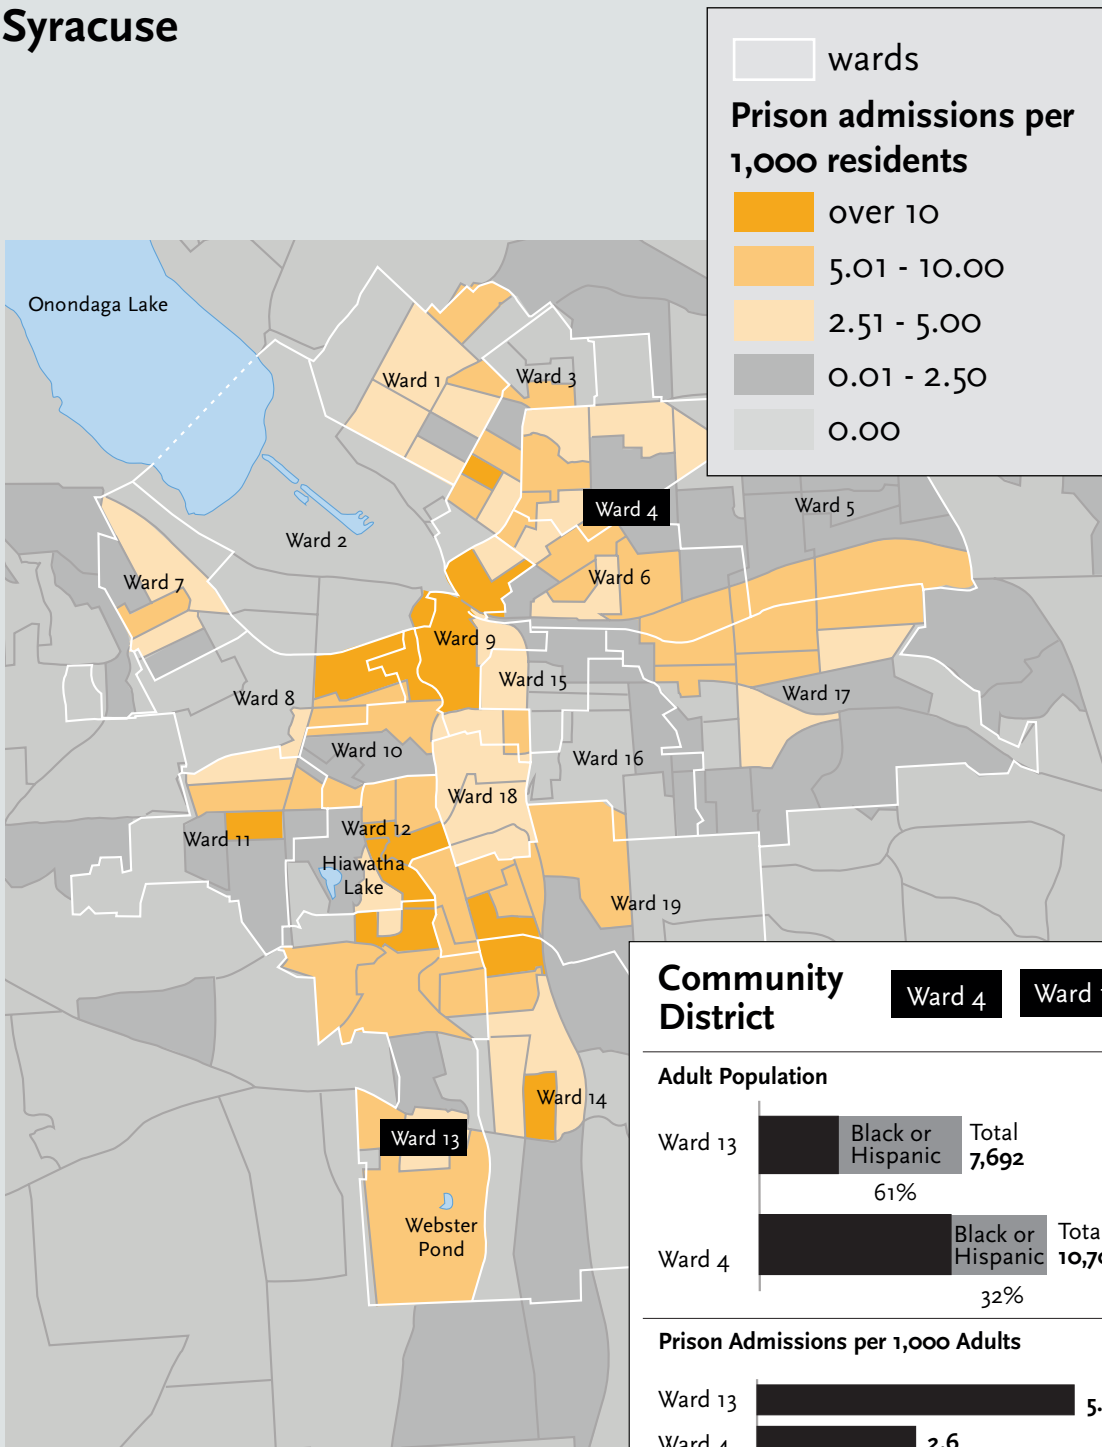 Syracuse
wards
Prison admissions per
1,000 residents
over 10
5.01 - 10.00
2.51 - 5.00
0.01 - 2.50
0.00
Onondaga Lake
Ward 1
Ward 3
Ward 4
Ward 5
Ward 2
Ward 7
Ward 6
Ward 9
Ward 15
Ward 8
Ward 17
Ward 10
Ward 16
Ward 18
Ward 11
Ward 12
Hiawatha
Lake
Ward 19
Ward 14
Ward 13
Webster
Pond
Community
District
Ward 4
Ward
Adult Population
Ward 13
Black or
Hispanic
Total
7,692
61%
Ward 4
Black or
Hispanic
32%
Prison Admissions per 1,000 Adults
Ward 13
Ward 4
2.6